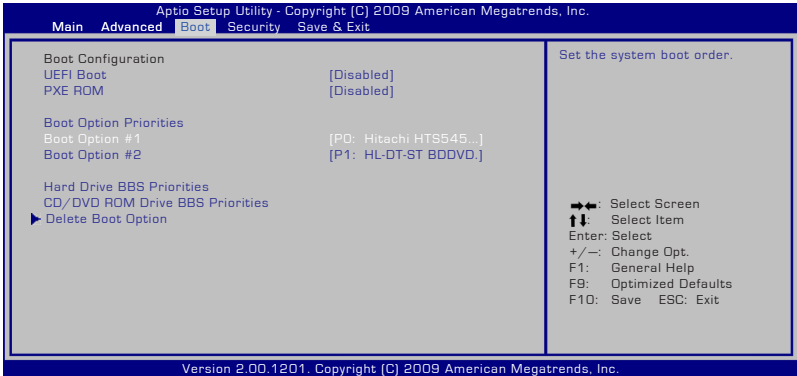 Aptio Setup Utility - Copyright (C) 2009 American Megatrends, Inc.
Main Advanced Boot Security Save & Exit
Boot Configuration
UEFI Boot [Disabled]
PXE ROM [Disabled]
Boot Option Priorities
Boot Option #1 [P0: Hitachi HTS545...]
Boot Option #2 [P1: HL-DT-ST BDDVD.]
Hard Drive BBS Priorities
CD/DVD ROM Drive BBS Priorities
Delete Boot Option
Set the system boot order.
→←: Select Screen
↑↓: Select Item
Enter: Select
+/—: Change Opt.
F1: General Help
F9: Optimized Defaults
F10: Save ESC: Exit
Version 2.00.1201. Copyright (C) 2009 American Megatrends, Inc.